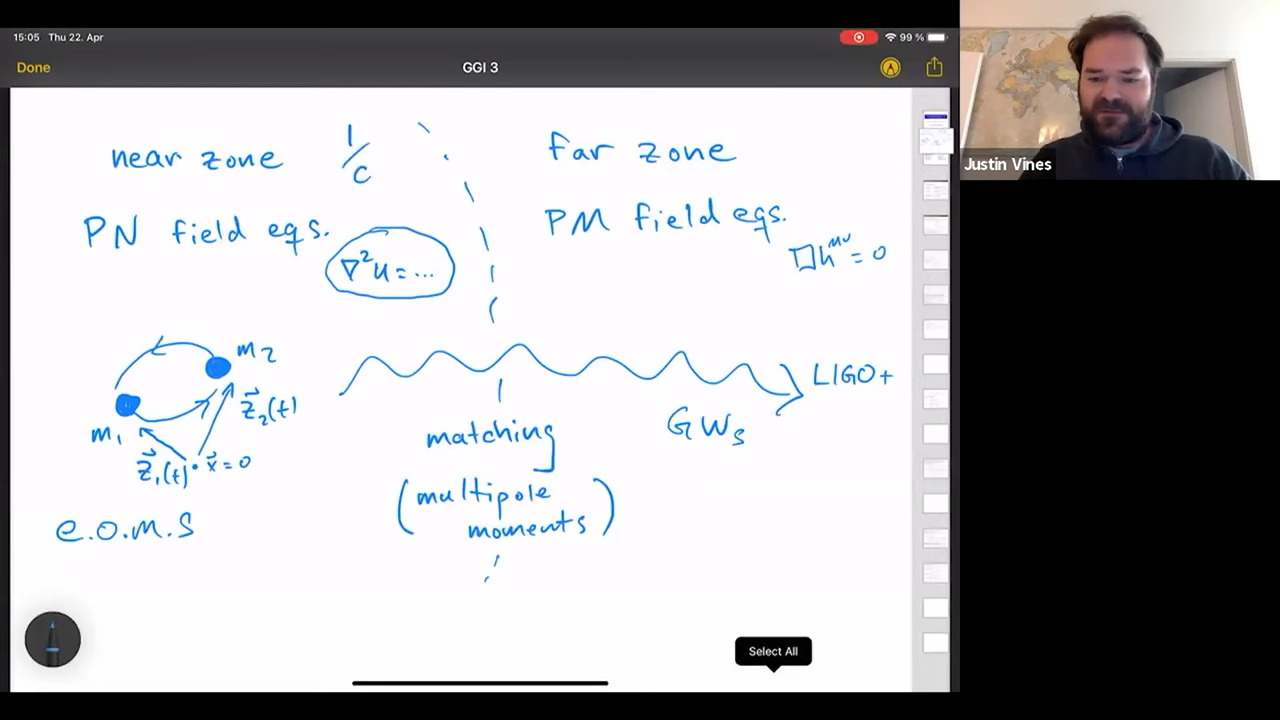 15:05 Thu 22. Apr
99 %
Done
GGI 3
Justin Vines
near zone 1/c
far zone
PN field eqs.
∇²U = ...
PM field eqs.
□h^{μν} = 0
m₂
z⃗₂(t)
m₁
z⃗₁(t) x⃗ = 0
e.o.m.s
LIGO+
GWs
matching
(multipole
moments)
Select All